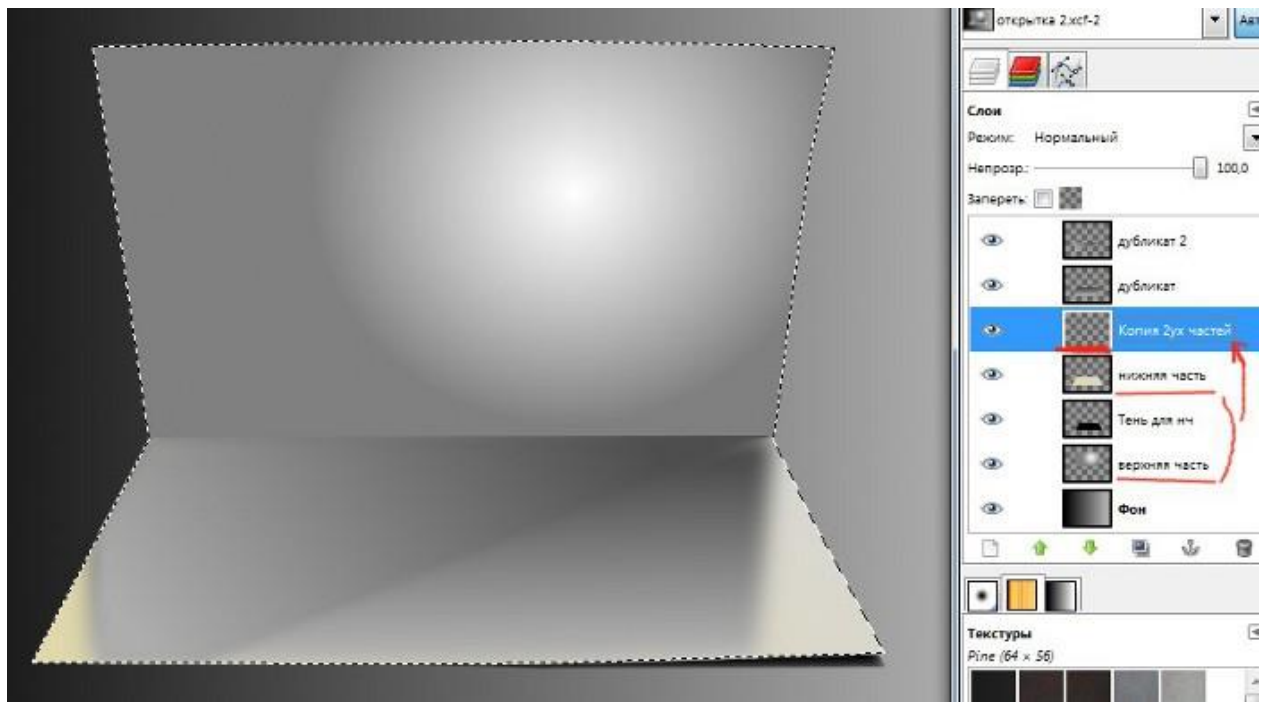 открытка 2.xcf-2
Слои
Режим: Нормальный
Непрозр.: 100,0
Запереть:
дубликат 2
дубликат
Копия 2ух частей
нижняя часть
Тень для нч
верхняя часть
Фон
Текстуры
Pine (64 × 56)